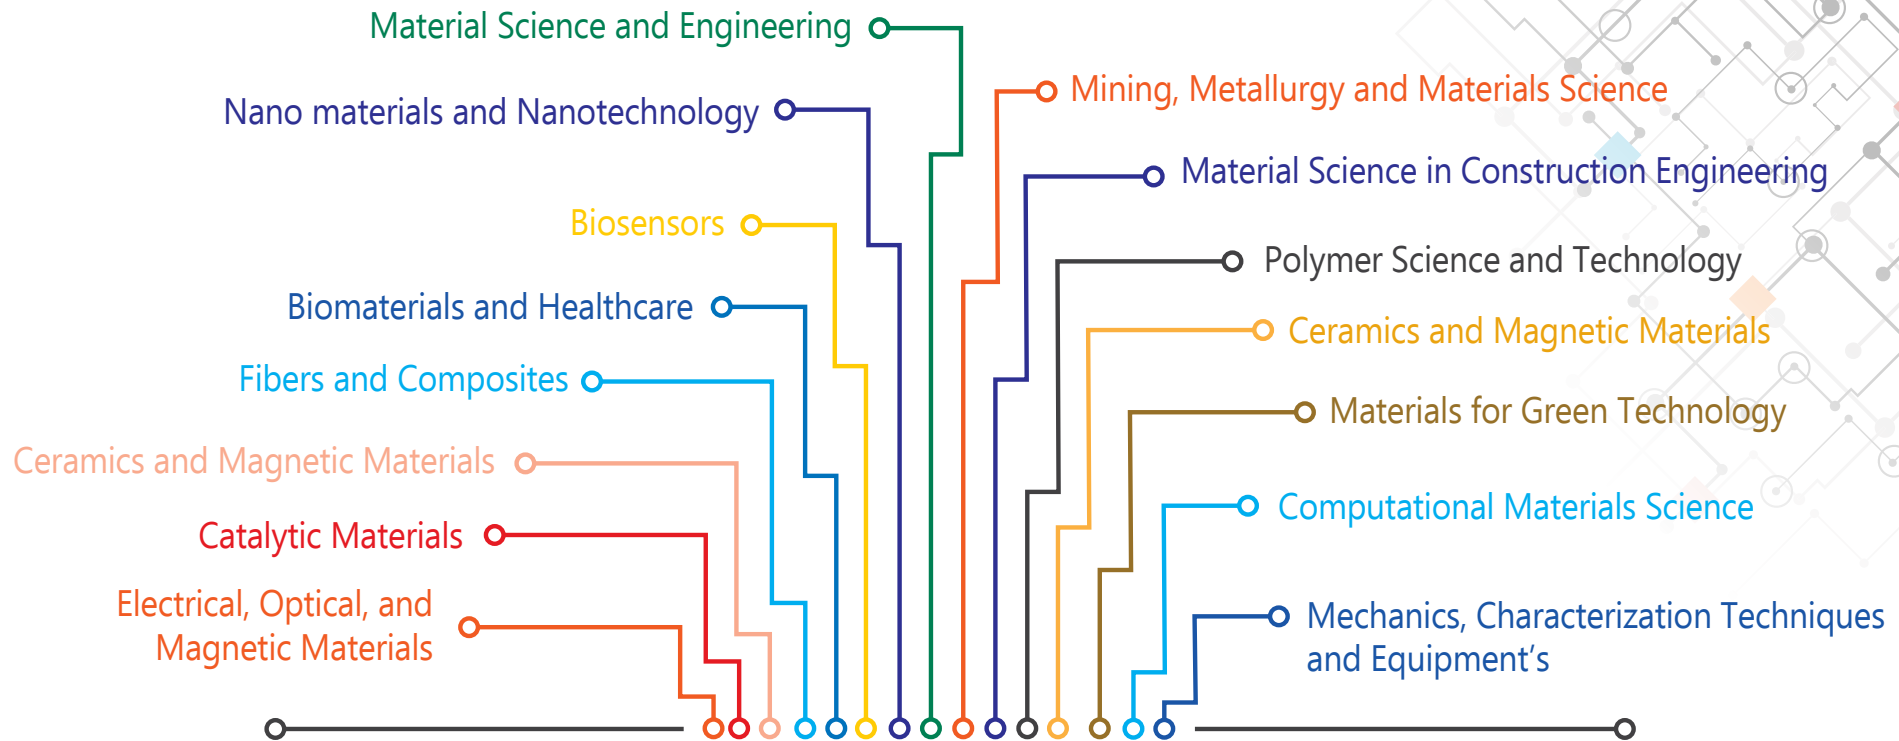 Material Science and Engineering
Nano materials and Nanotechnology
Biosensors
Biomaterials and Healthcare
Fibers and Composites
Ceramics and Magnetic Materials
Catalytic Materials
Electrical, Optical, and
Magnetic Materials
Mining, Metallurgy and Materials Science
Material Science in Construction Engineering
Polymer Science and Technology
Ceramics and Magnetic Materials
Materials for Green Technology
Computational Materials Science
Mechanics, Characterization Techniques
and Equipment’s